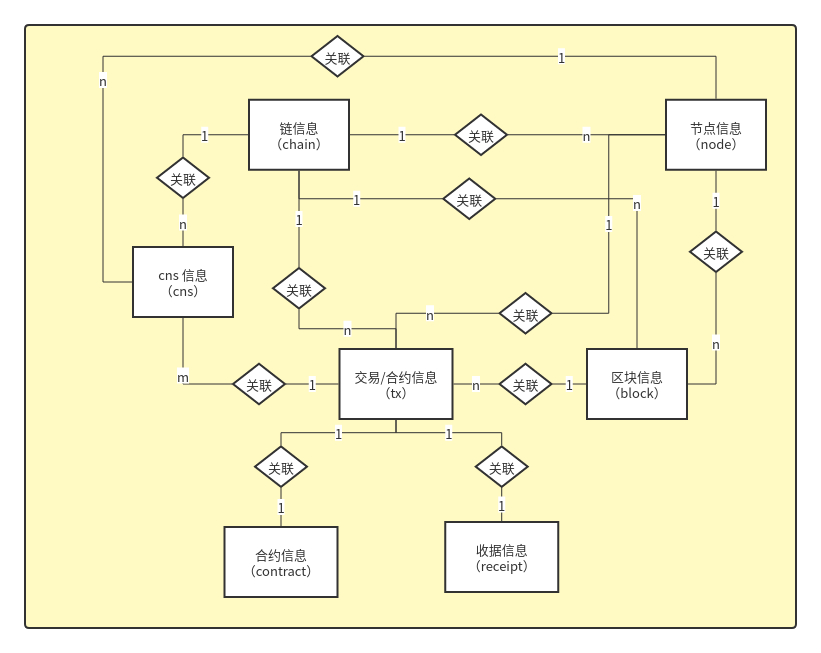 关联
1
n
链信息
（chain）
1
1
关联
n
节点信息
（node）
关联
1
关联
n
1
n
1
1
关联
cns 信息
（cns）
关联
n
n
关联
n
m
关联
1
交易/合约信息
（tx）
n
关联
1
区块信息
（block）
1
1
关联
关联
1
1
合约信息
（contract）
收据信息
（receipt）